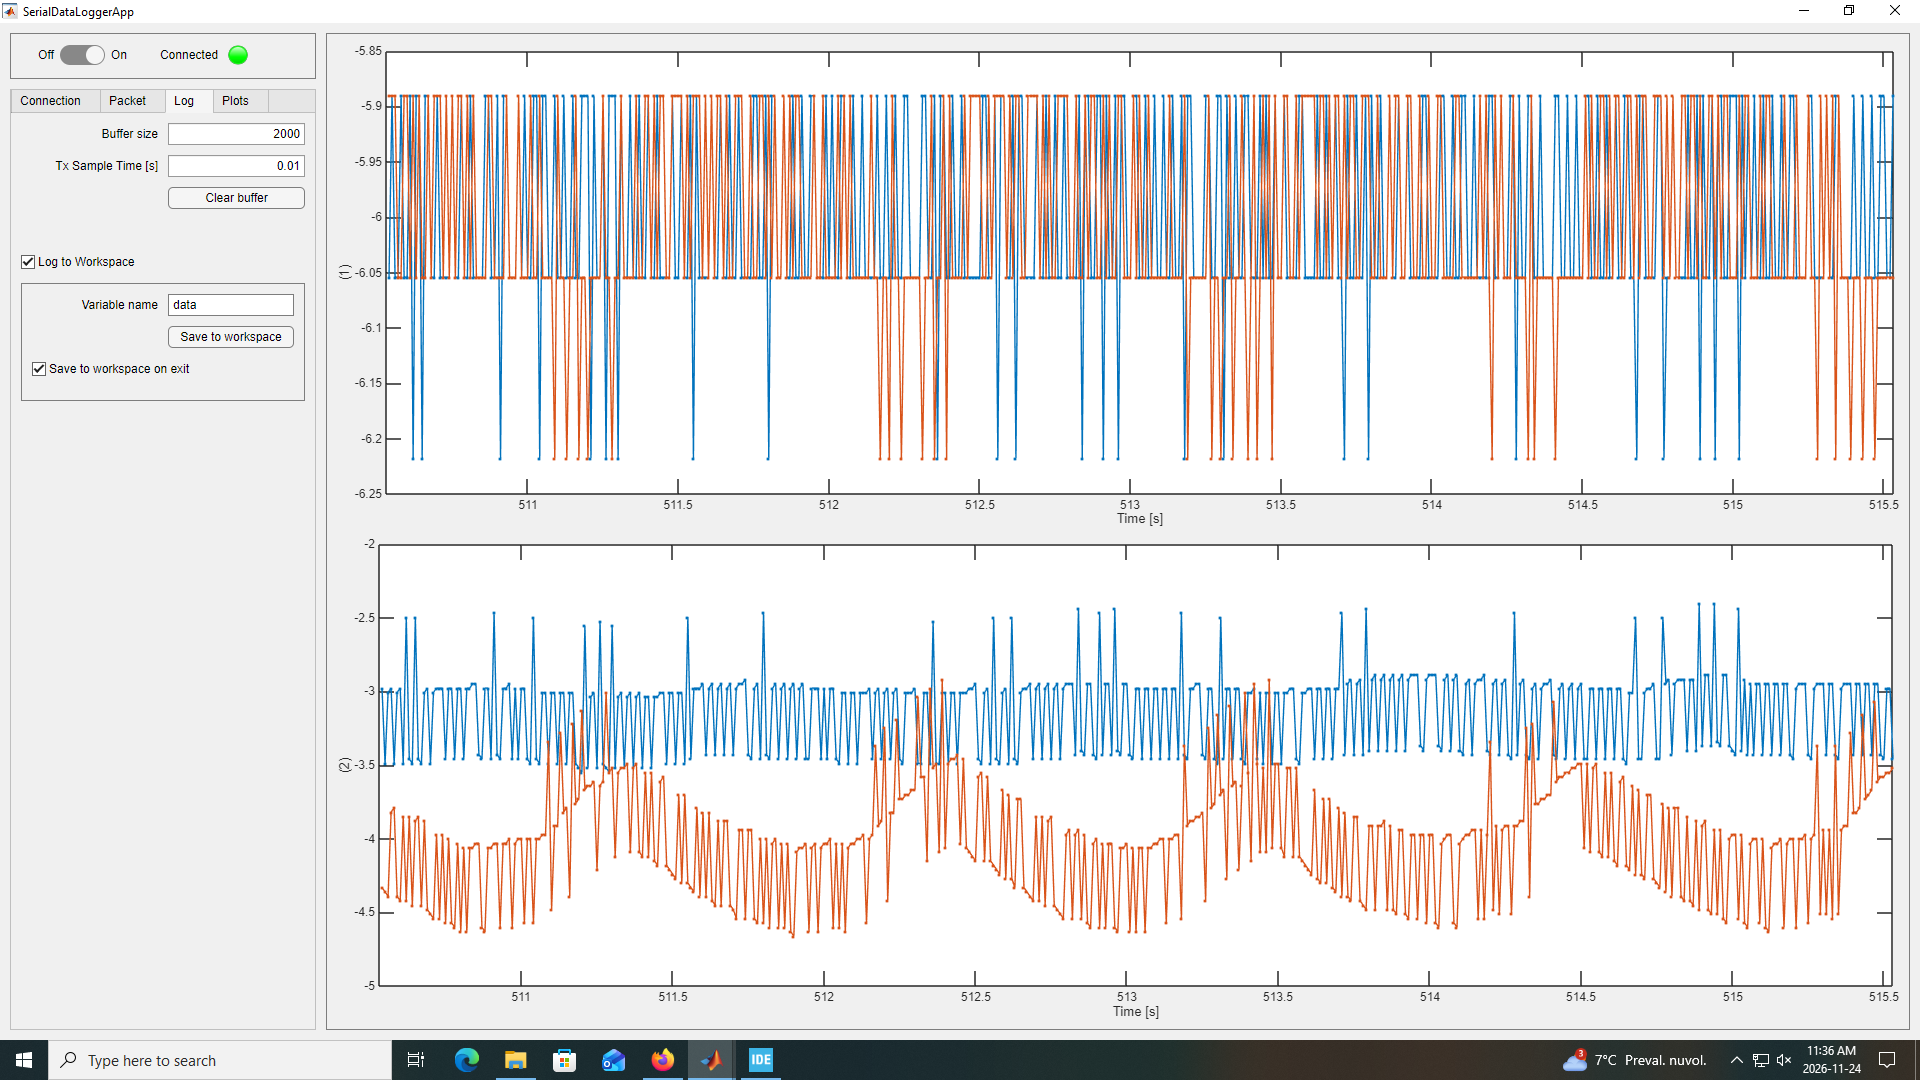 SerialDataLoggerApp
Off On Connected
Connection Packet Log Plots
Buffer size 2000
Tx Sample Time [s] 0.01
Clear buffer
Log to Workspace
Variable name data
Save to workspace
Save to workspace on exit
-5.85
-5.9
-5.95
-6
-6.05
-6.1
-6.15
-6.2
-6.25
(1)
511 511.5 512 512.5 513 513.5 514 514.5 515 515.5
Time [s]
-2
-2.5
-3
-3.5
-4
-4.5
-5
(2)
511 511.5 512 512.5 513 513.5 514 514.5 515 515.5
Time [s]
Type here to search
IDE
3
7°C Preval. nuvol.
11:36 AM
2026-11-24